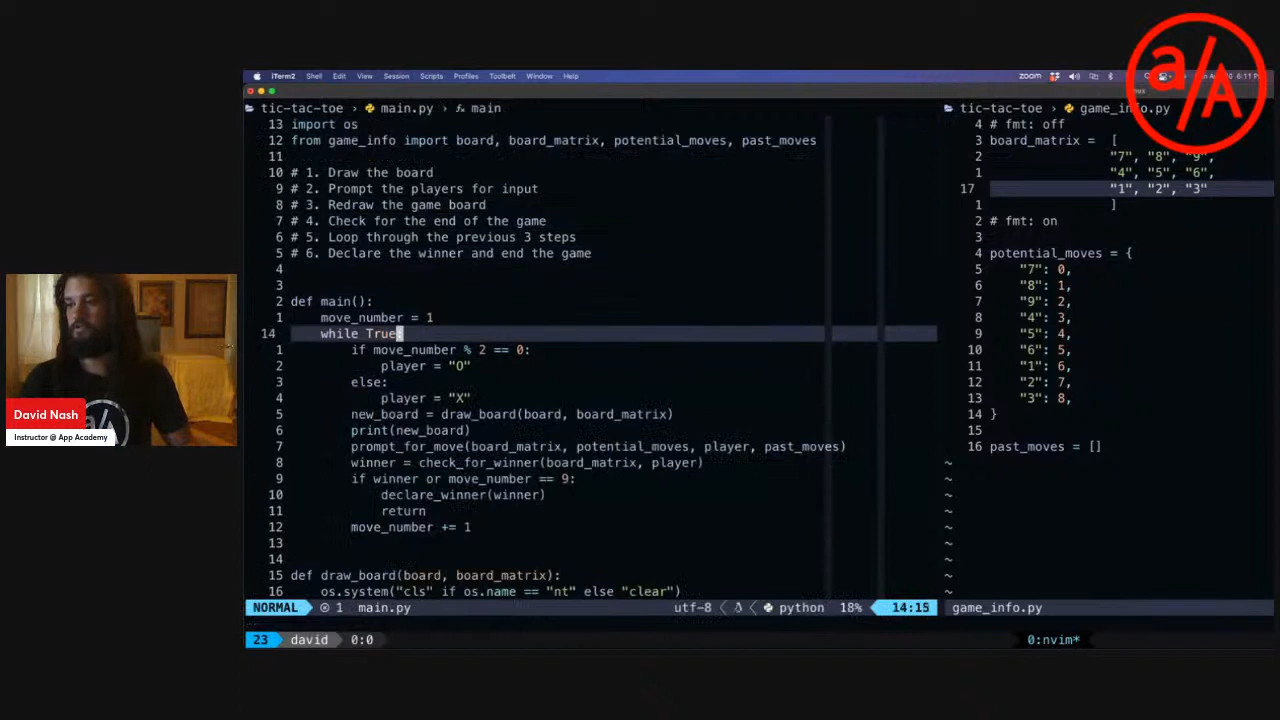 iTerm2 Shell Edit View Session Scripts Profiles Toolbelt Window Help zoom 6:11 PM
a/A
tic-tac-toe > main.py > main
13 import os
12 from game_info import board, board_matrix, potential_moves, past_moves
11
10 # 1. Draw the board
9 # 2. Prompt the players for input
8 # 3. Redraw the game board
7 # 4. Check for the end of the game
6 # 5. Loop through the previous 3 steps
5 # 6. Declare the winner and end the game
4
3
2 def main():
1 move_number = 1
14 while True:
1 if move_number % 2 == 0:
2 player = "O"
3 else:
4 player = "X"
5 new_board = draw_board(board, board_matrix)
6 print(new_board)
7 prompt_for_move(board_matrix, potential_moves, player, past_moves)
8 winner = check_for_winner(board_matrix, player)
9 if winner or move_number == 9:
10 declare_winner(winner)
11 return
12 move_number += 1
13
14
15 def draw_board(board, board_matrix):
16 os.system("cls" if os.name == "nt" else "clear")
NORMAL 1 main.py utf-8 python 18% 14:15
tic-tac-toe > game_info.py
4 # fmt: off
3 board_matrix = [
2 "7", "8", "9",
1 "4", "5", "6",
17 "1", "2", "3"
1 ]
2 # fmt: on
3
4 potential_moves = {
5 "7": 0,
6 "8": 1,
7 "9": 2,
8 "4": 3,
9 "5": 4,
10 "6": 5,
11 "1": 6,
12 "2": 7,
13 "3": 8,
14 }
15
16 past_moves = []
~
~
~
~
~
~
~
~
~
game_info.py
23 david 0:0 0:nvim*
David Nash
Instructor @ App Academy
a/A